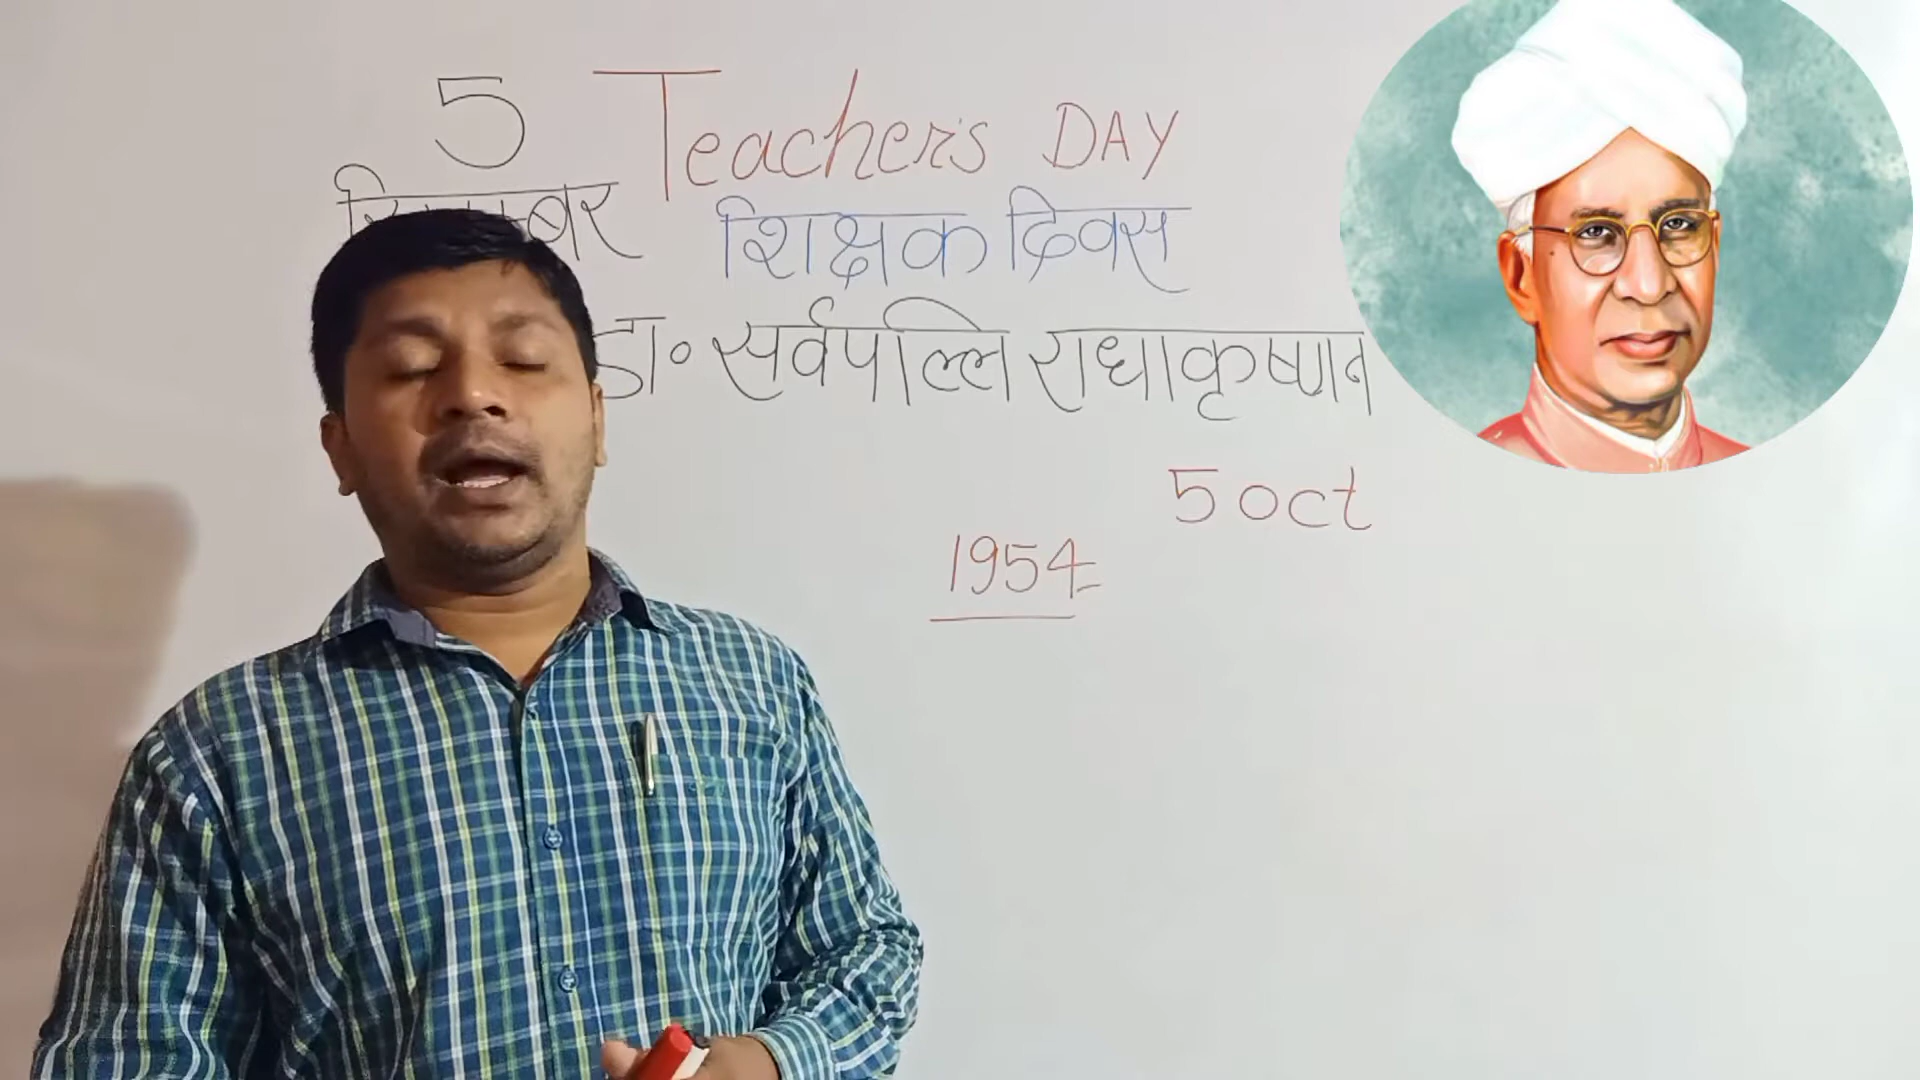 5 Teacher's DAY
शिक्षक दिवस
डा० सर्वपल्लि राधाकृष्णन
5 oct
1954